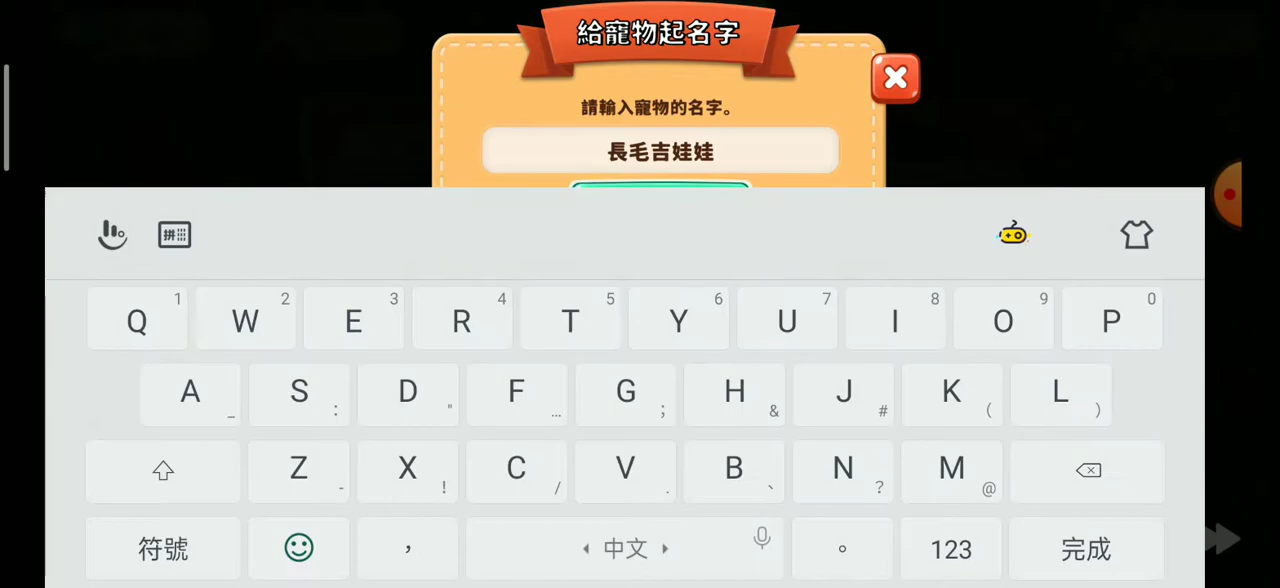 給寵物起名字
請輸入寵物的名字。
長毛吉娃娃
拼
1 2 3 4 5 6 7 8 9 0
Q W E R T Y U I O P
A S D F G H J K L
_ : " … ; & # ( )
Z X C V B N M
- ! / . 、 ? @
符號 , 中文 。 123 完成